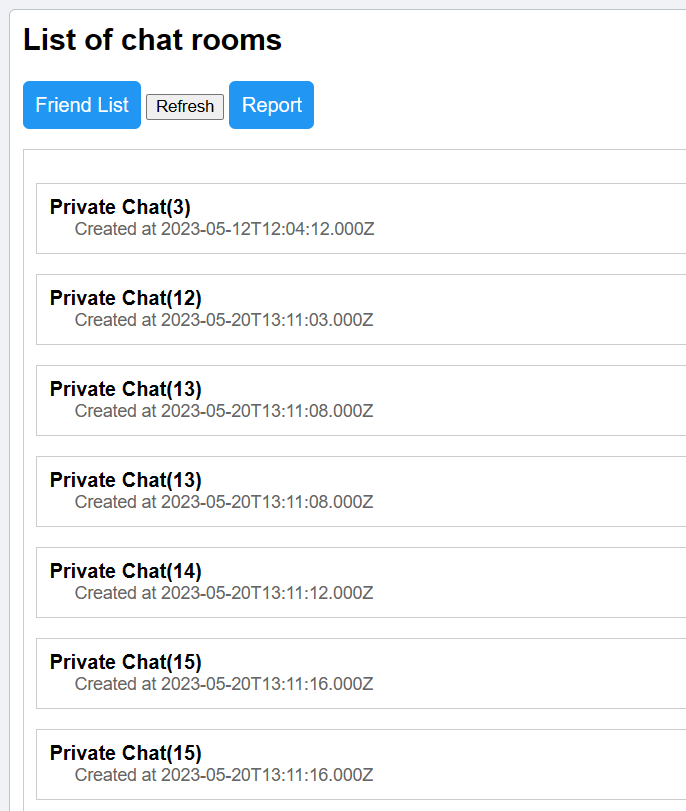 List of chat rooms
Friend List Refresh Report
Private Chat(3)
Created at 2023-05-12T12:04:12.000Z
Private Chat(12)
Created at 2023-05-20T13:11:03.000Z
Private Chat(13)
Created at 2023-05-20T13:11:08.000Z
Private Chat(13)
Created at 2023-05-20T13:11:08.000Z
Private Chat(14)
Created at 2023-05-20T13:11:12.000Z
Private Chat(15)
Created at 2023-05-20T13:11:16.000Z
Private Chat(15)
Created at 2023-05-20T13:11:16.000Z